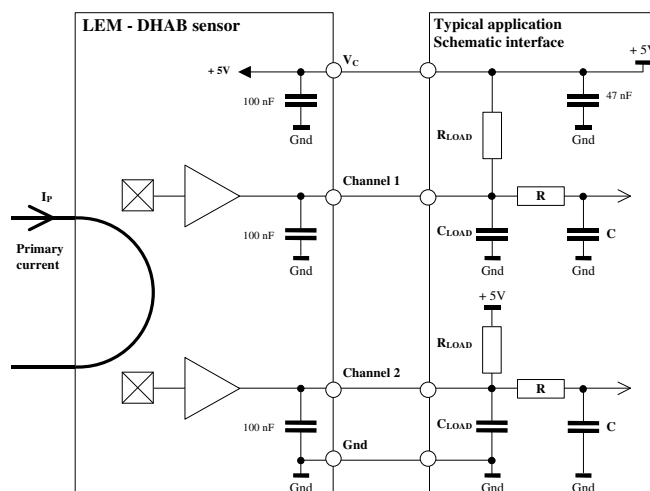 LEM - DHAB sensor
Typical application
Schematic interface
+ 5V
VC
+ 5V
100 nF
Gnd
47 nF
Gnd
RLOAD
IP
Primary
current
Channel 1
R
100 nF
Gnd
CLOAD
Gnd
C
Gnd
+ 5V
RLOAD
Channel 2
R
100 nF
Gnd
CLOAD
Gnd
C
Gnd
Gnd